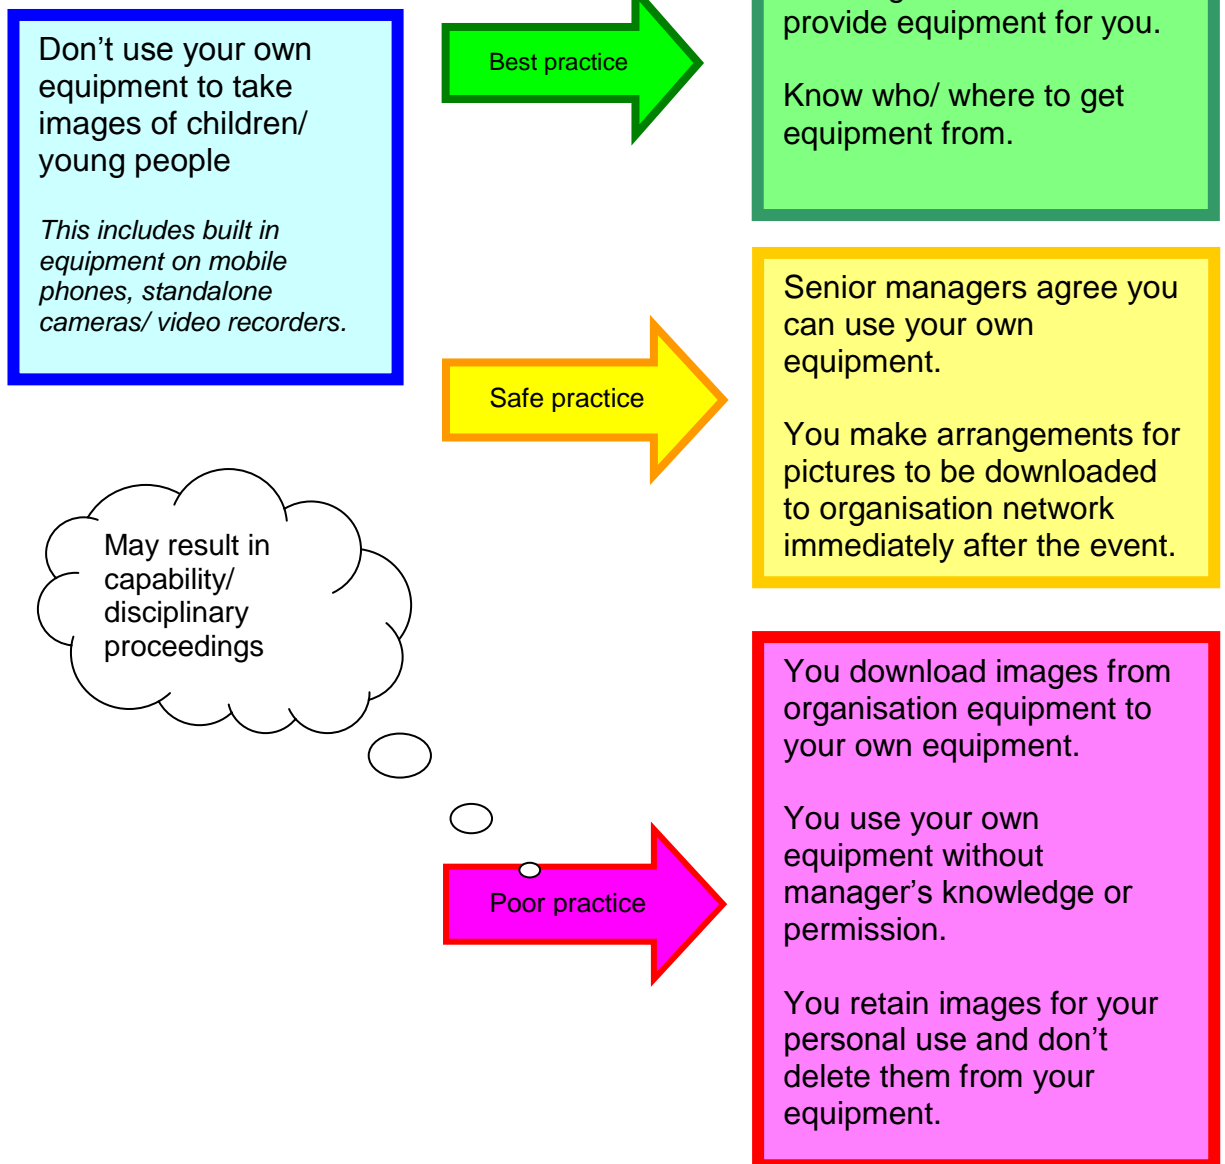 Don’t use your own
equipment to take
images of children/
young people
This includes built in
equipment on mobile
phones, standalone
cameras/ video recorders.
Best practice
provide equipment for you.
Know who/ where to get
equipment from.
Safe practice
Senior managers agree you
can use your own
equipment.
You make arrangements for
pictures to be downloaded
to organisation network
immediately after the event.
May result in
capability/
disciplinary
proceedings
Poor practice
You download images from
organisation equipment to
your own equipment.
You use your own
equipment without
manager’s knowledge or
permission.
You retain images for your
personal use and don’t
delete them from your
equipment.